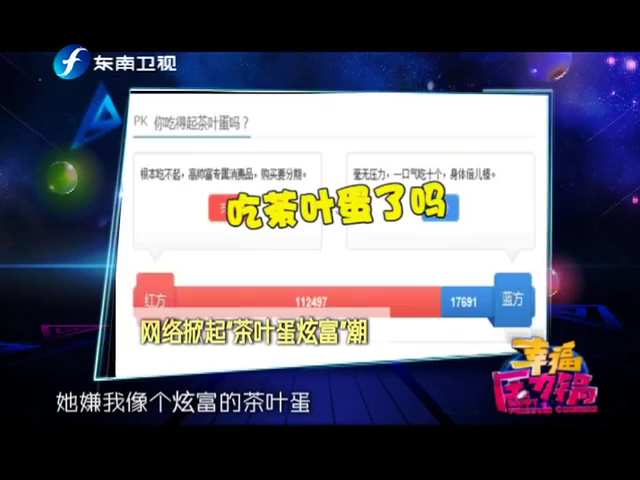 东南卫视
PK 你吃得起茶叶蛋吗？
根本吃不起，高帅富专属消费品，购买要分期。
毫无压力，一口气吃十个，身体倍儿棒。
吃茶叶蛋了吗
红方
112497
17691
蓝方
网络掀起"茶叶蛋炫富"潮
幸福
压力锅
PRESSURE COOKERS
她嫌我像个炫富的茶叶蛋